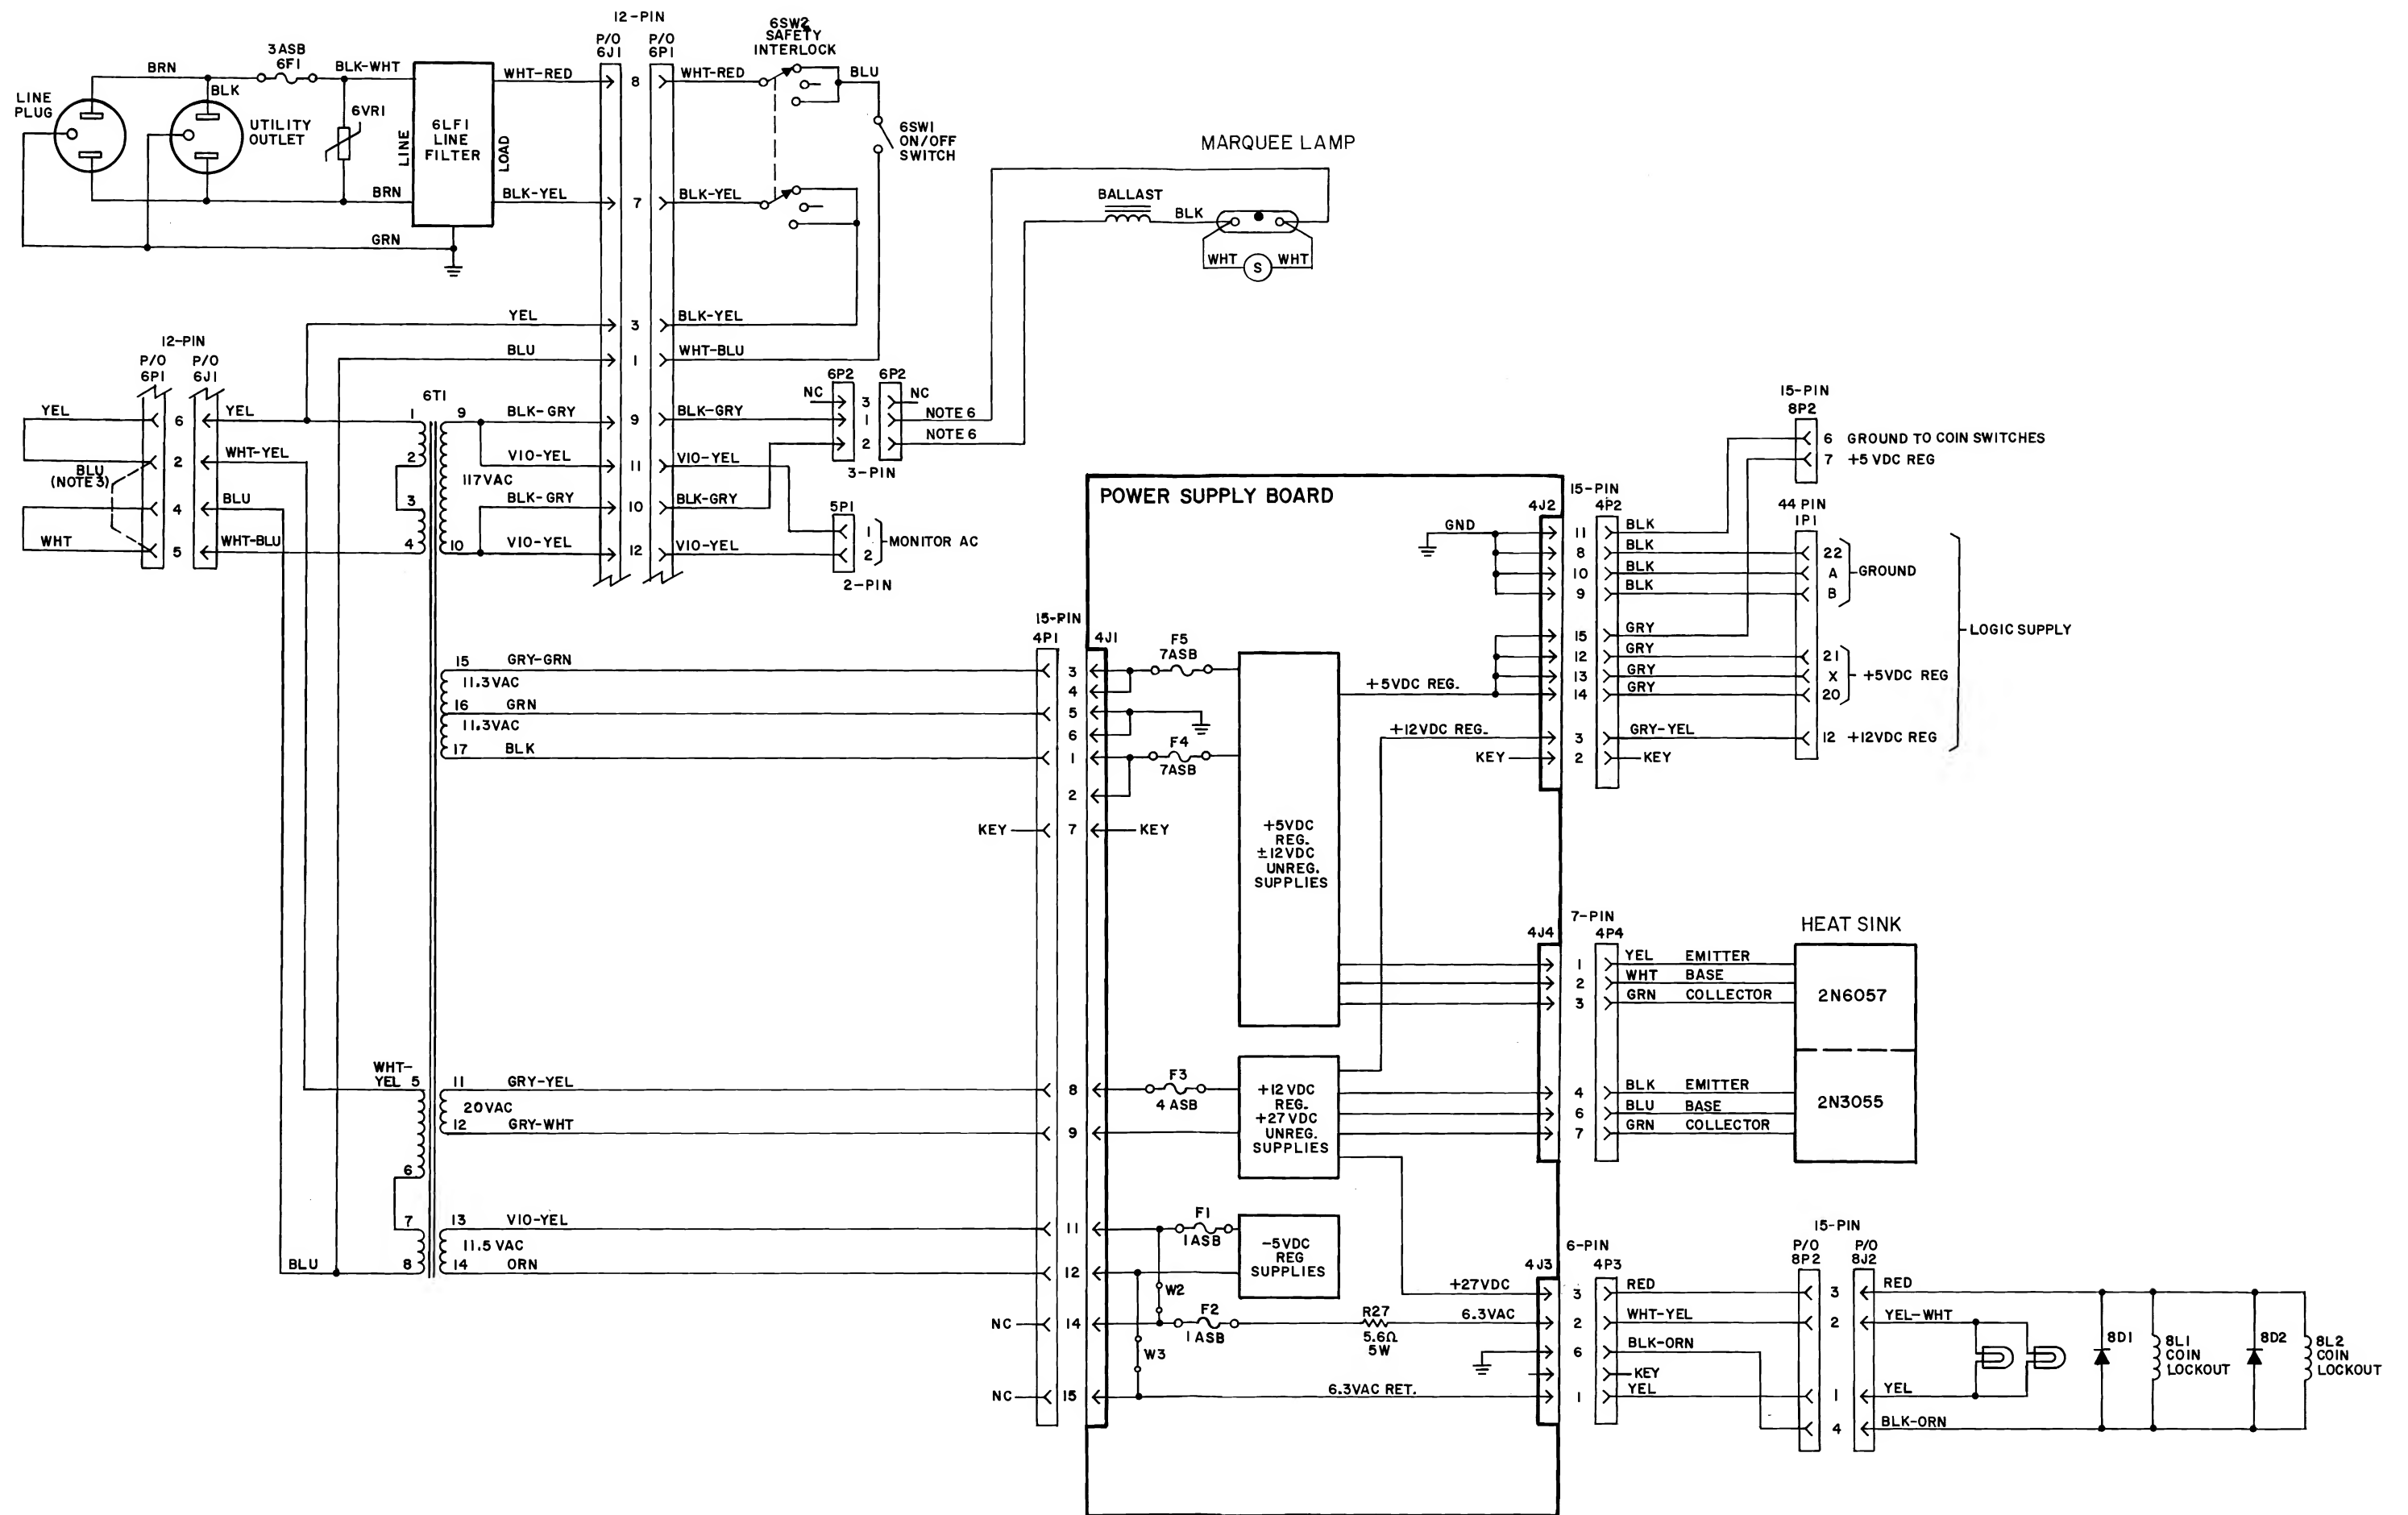 12-PIN
P/O
6J1
P/O
6P1
6SW2
SAFETY
INTERLOCK
3ASB
6F1
BRN
BLK-WHT
WHT-RED
8
WHT-RED
BLU
LINE
PLUG
BLK
UTILITY
OUTLET
6VR1
LINE
6LF1
LINE
FILTER
LOAD
6SW1
ON/OFF
SWITCH
BRN
BLK-YEL
7
BLK-YEL
GRN
MARQUEE LAMP
BALLAST
BLK
WHT
S
WHT
YEL
3
BLK-YEL
BLU
1
WHT-BLU
12-PIN
P/O
6P1
P/O
6J1
YEL
6
YEL
2
WHT-YEL
BLU
(NOTE 3)
4
BLU
WHT
5
WHT-BLU
6T1
1
2
3
4
9
117VAC
10
BLK-GRY
9
BLK-GRY
VIO-YEL
11
VIO-YEL
BLK-GRY
10
BLK-GRY
VIO-YEL
12
VIO-YEL
6P2
6P2
NC
3
NC
1
NOTE 6
2
NOTE 6
3-PIN
5P1
1
2
MONITOR AC
2-PIN
15
GRY-GRN
11.3VAC
16
GRN
11.3VAC
17
BLK
WHT-
YEL 5
6
7
BLU
8
11
GRY-YEL
20VAC
12
GRY-WHT
13
VIO-YEL
11.5 VAC
14
ORN
POWER SUPPLY BOARD
15-PIN
4P1
4J1
3
4
5
6
1
2
KEY
7
KEY
8
9
11
12
NC
14
NC
15
F5
7ASB
F4
7ASB
+5VDC
REG.
±12VDC
UNREG.
SUPPLIES
F3
4 ASB
+12 VDC
REG.
+27VDC
UNREG.
SUPPLIES
F1
1ASB
-5VDC
REG
SUPPLIES
W2
F2
1 ASB
W3
R27
5.6Ω
5W
6.3VAC
6.3VAC RET.
+27VDC
GND
+5VDC REG.
+12VDC REG.
KEY
15-PIN
4J2
4P2
11
BLK
8
BLK
10
BLK
9
BLK
15
GRY
12
GRY
13
GRY
14
GRY
3
GRY-YEL
2
KEY
15-PIN
8P2
6 GROUND TO COIN SWITCHES
7 +5 VDC REG
44 PIN
1P1
22
A
B
GROUND
21
X
20
+5VDC REG
12 +12VDC REG
LOGIC SUPPLY
7-PIN
4J4
4P4
1
YEL EMITTER
2
WHT BASE
3
GRN COLLECTOR
4
BLK EMITTER
6
BLU BASE
7
GRN COLLECTOR
HEAT SINK
2N6057
2N3055
6-PIN
4J3
4P3
3
RED
2
WHT-YEL
6
BLK-ORN
KEY
1
YEL
15-PIN
P/O
8P2
P/O
8J2
3
RED
2
YEL-WHT
1
YEL
4
BLK-ORN
8D1
8L1
COIN
LOCKOUT
8D2
8L2
COIN
LOCKOUT